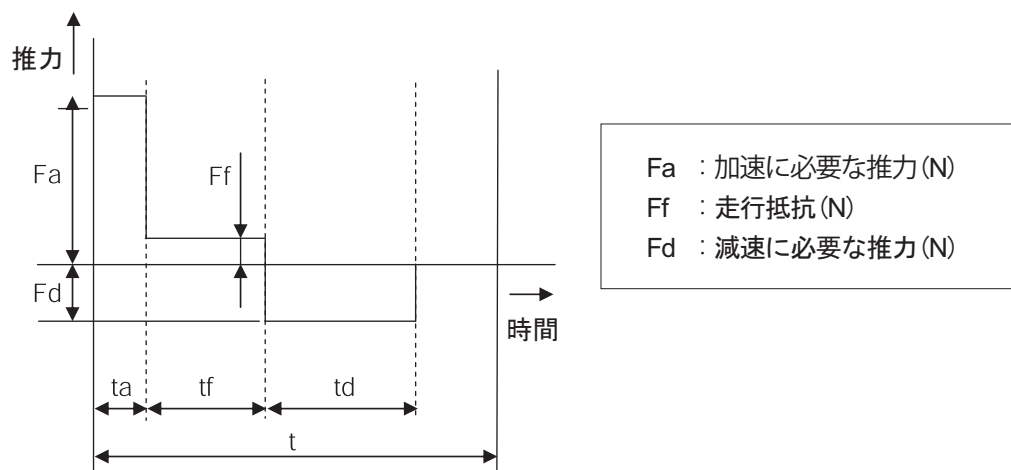 推力
Fa
Ff
Fd
時間
ta
tf
td
t
Fa : 加速に必要な推力(N)
Ff : 走行抵抗(N)
Fd : 減速に必要な推力(N)